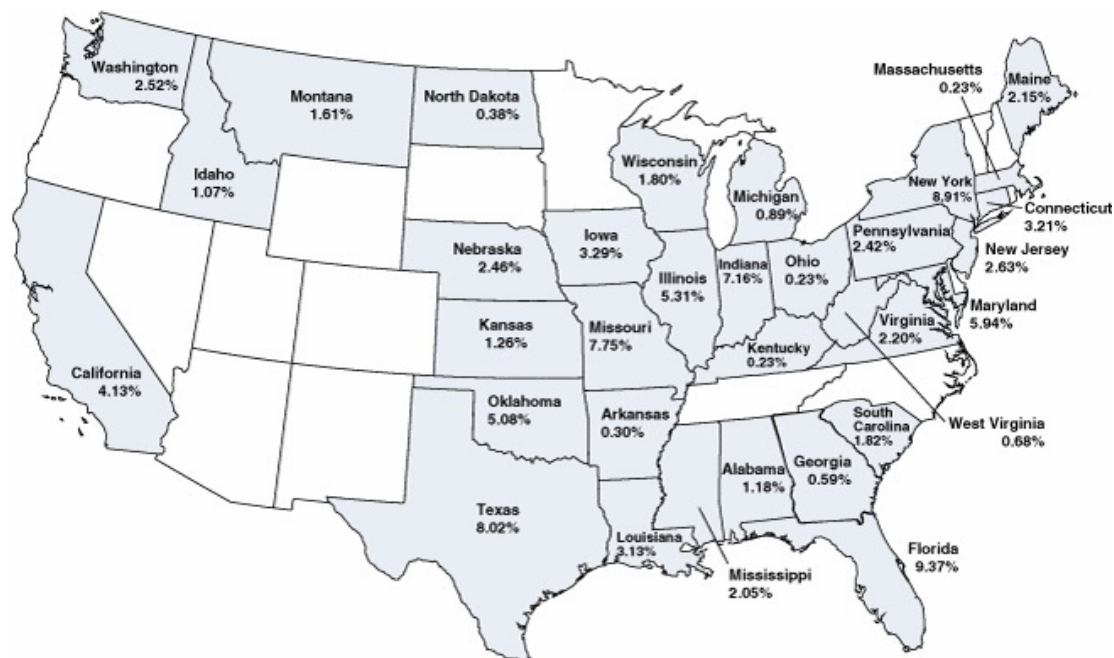 Washington
2.52%
Montana
1.61%
North Dakota
0.38%
Massachusetts
0.23%
Maine
2.15%
Idaho
1.07%
Wisconsin
1.80%
Michigan
0.89%
New York
8.91%
Connecticut
3.21%
Nebraska
2.46%
Iowa
3.29%
Illinois
5.31%
Indiana
7.16%
Ohio
0.23%
Pennsylvania
2.42%
New Jersey
2.63%
Maryland
5.94%
California
4.13%
Kansas
1.26%
Missouri
7.75%
Kentucky
0.23%
Virginia
2.20%
West Virginia
0.68%
Oklahoma
5.08%
Arkansas
0.30%
South
Carolina
1.82%
Texas
8.02%
Louisiana
3.13%
Alabama
1.18%
Georgia
0.59%
Mississippi
2.05%
Florida
9.37%